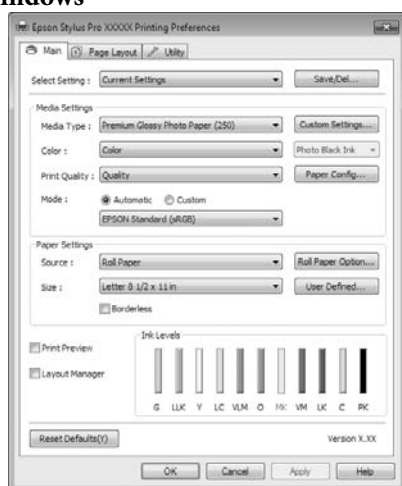 ndows
Epson Stylus Pro XXXXX Printing Preferences
Main Page Layout Utility
Select Setting : Current Settings Save/Del...
Media Settings
Media Type : Premium Glossy Photo Paper (250) Custom Settings...
Color : Color Photo Black Ink
Print Quality : Quality Paper Config...
Mode : Automatic Custom
EPSON Standard (sRGB)
Paper Settings
Source : Roll Paper Roll Paper Option...
Size : Letter 8 1/2 x 11 in User Defined...
Borderless
Ink Levels
Print Preview
Layout Manager
G LLK Y LC VLM O MK VM LK C PK
Reset Defaults(Y) Version X.XX
OK Cancel Apply Help